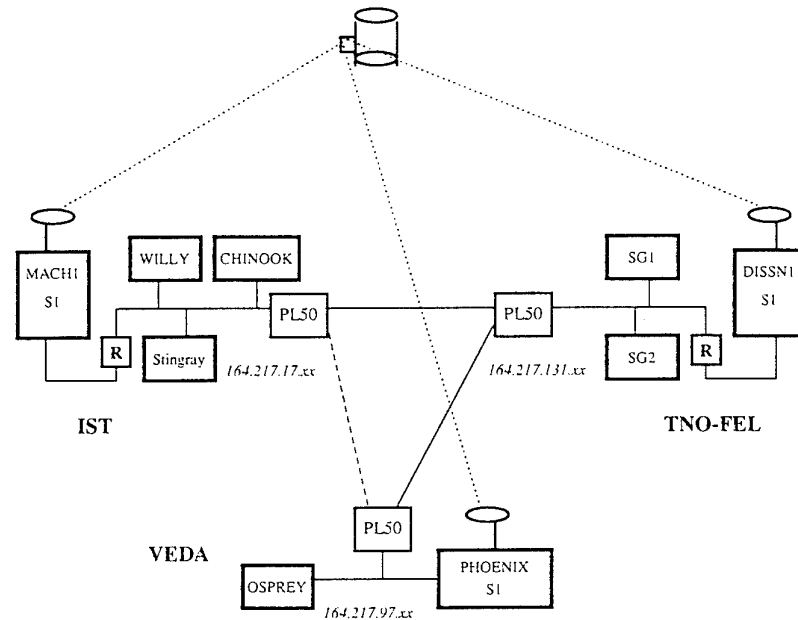 WILLY
CHINOOK
MACH1
S1
PL50
PL50
SG1
DISSN1
S1
R
Stingray
164.217.17.xx
164.217.131.xx
SG2
R
IST
TNO-FEL
VEDA
PL50
OSPREY
PHOENIX
S1
164.217.97.xx